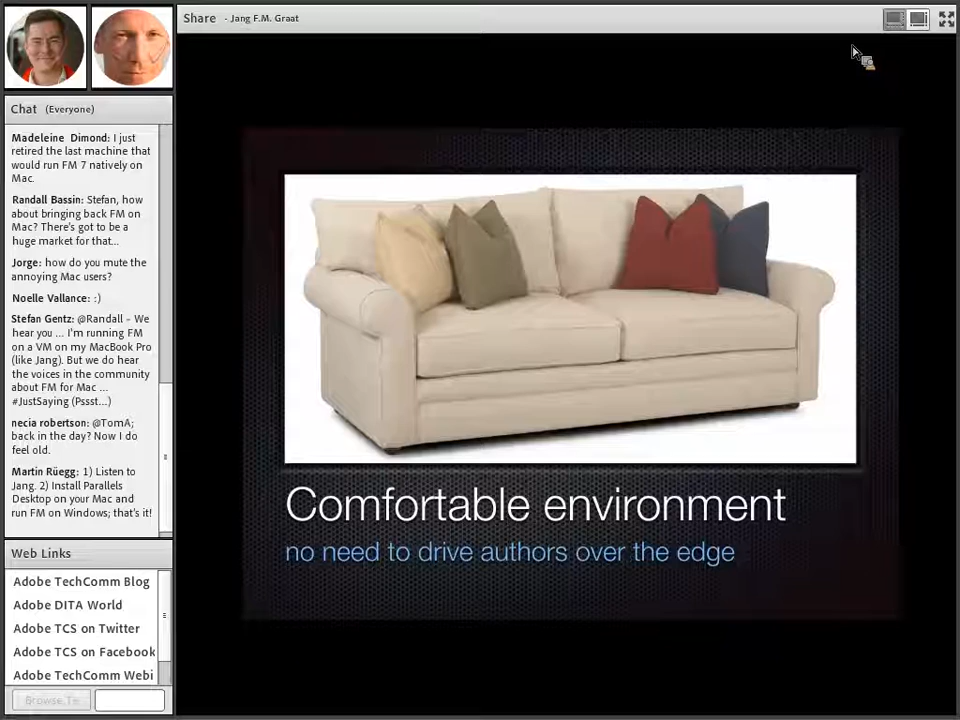 Share - Jang F.M. Graat
Chat (Everyone)
Madeleine Dimond: I just
retired the last machine that
would run FM 7 natively on
Mac.
Randall Bassin: Stefan, how
about bringing back FM on
Mac? There's got to be a
huge market for that...
Jorge: how do you mute the
annoying Mac users?
Noelle Vallance: :)
Stefan Gentz: @Randall - We
hear you ... I'm running FM
on a VM on my MacBook Pro
(like Jang). But we do hear
the voices in the community
about FM for Mac ...
#JustSaying (Pssst...)
necia robertson: @TomA;
back in the day? Now I do
feel old.
Martin Rüegg: 1) Listen to
Jang. 2) Install Parallels
Desktop on your Mac and
run FM on Windows; that's it!
Web Links
Adobe TechComm Blog
Adobe DITA World
Adobe TCS on Twitter
Adobe TCS on Facebook
Adobe TechComm Webi
Browse T
Comfortable environment
no need to drive authors over the edge